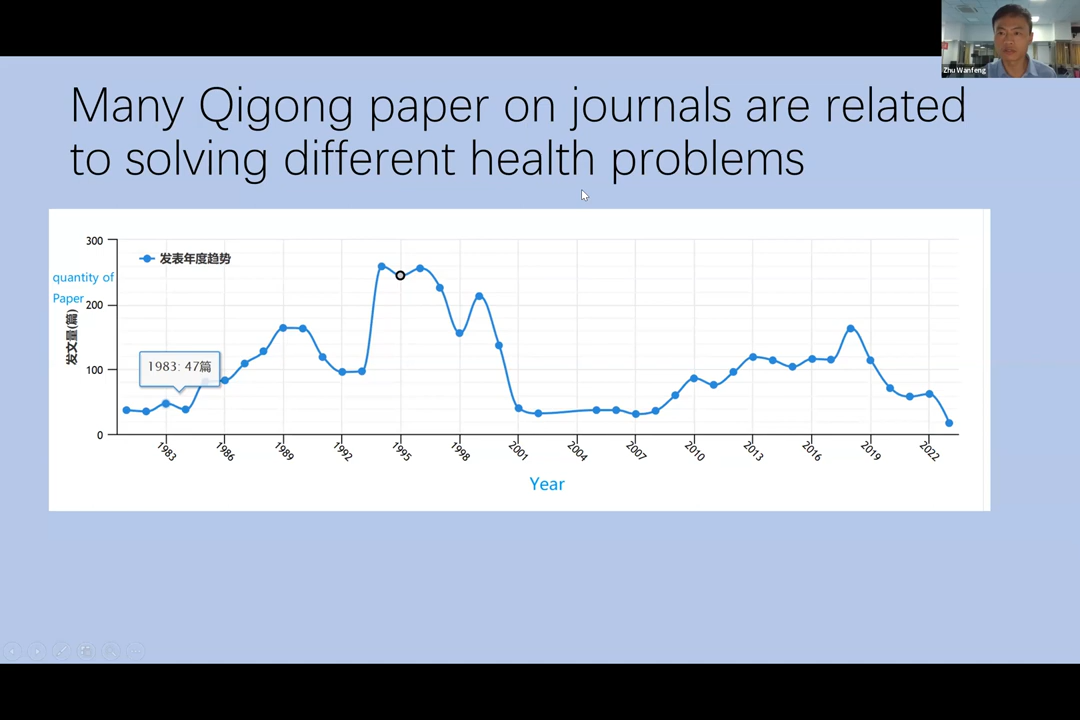 Zhu Wanfeng
Many Qigong paper on journals are related
to solving different health problems
发表年度趋势
quantity of
Paper
发文量(篇)
300
200
100
0
1983: 47篇
1983
1986
1989
1992
1995
1998
2001
2004
2007
2010
2013
2016
2019
2022
Year